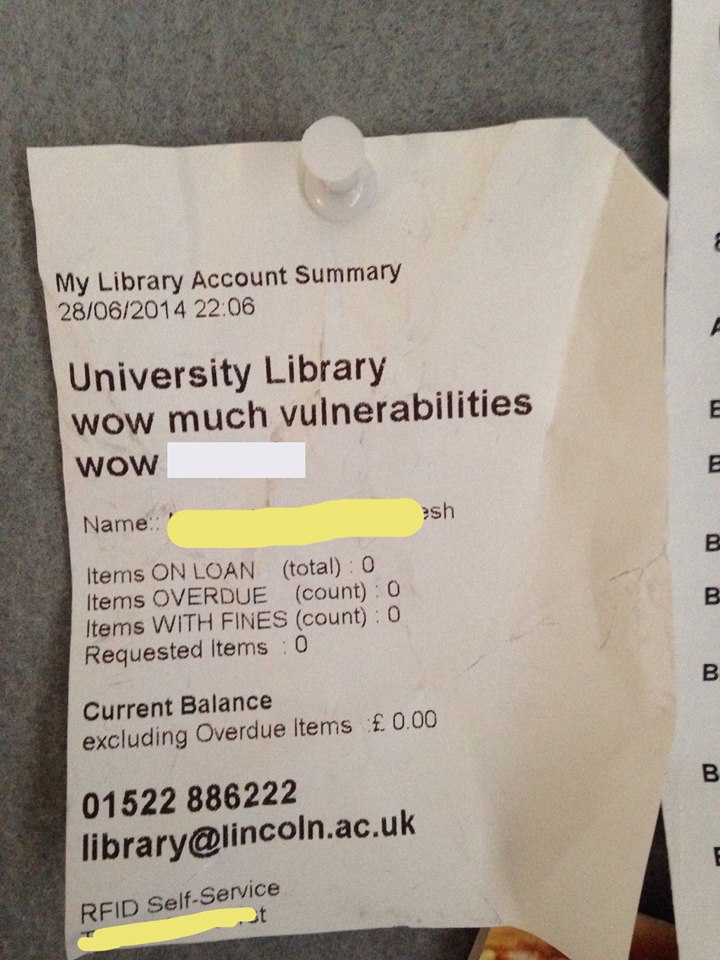 My Library Account Summary
28/06/2014 22:06
University Library
wow much vulnerabilities
wow
Name::
Items ON LOAN (total) : 0
Items OVERDUE (count) : 0
Items WITH FINES (count) : 0
Requested Items : 0
Current Balance
excluding Overdue Items :£ 0.00
01522 886222
library@lincoln.ac.uk
RFID Self-Service